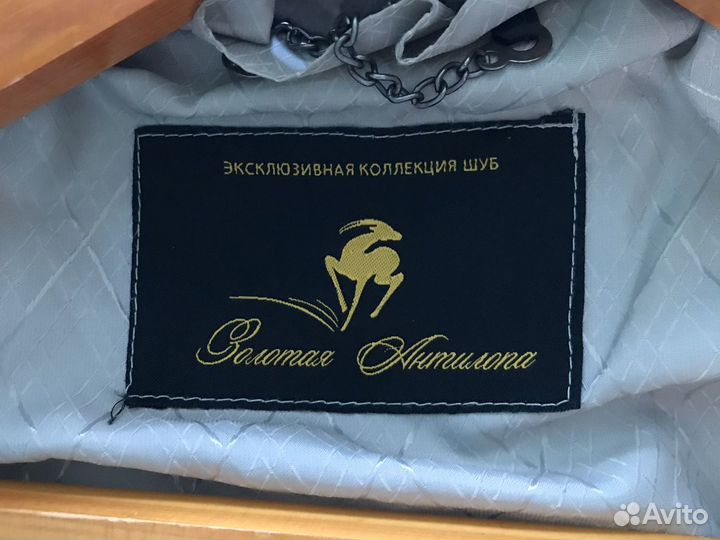 ЭКСКЛЮЗИВНАЯ КОЛЛЕКЦИЯ ШУБ
Золотая Антилопа
Avito